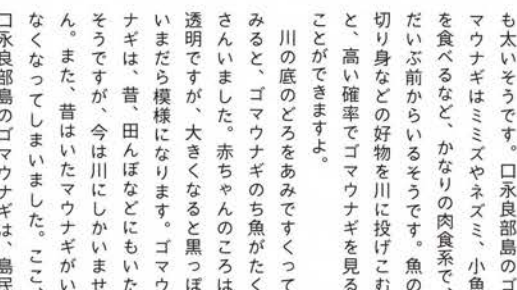 も太いそうです。口永良部島のゴ
マウナギはミミズやネズミ、小魚
を食べるなど、かなりの肉食系で、
だいぶ前からいるそうです。魚の
切り身などの好物を川に投げこむ
と、高い確率でゴマウナギを見る
ことができますよ。
川の底のどろをあみですくって
みると、ゴマウナギのち魚がたく
さんいました。赤ちゃんのころは
透明ですが、大きくなると黒っぽ
いまだら模様になります。ゴマウ
ナギは、昔、田んぼなどにもいた
そうですが、今は川にしかいませ
ん。また、昔はいたマウナギがい
なくなってしまいました。ここ、
口永良部島のゴマウナギは、島民